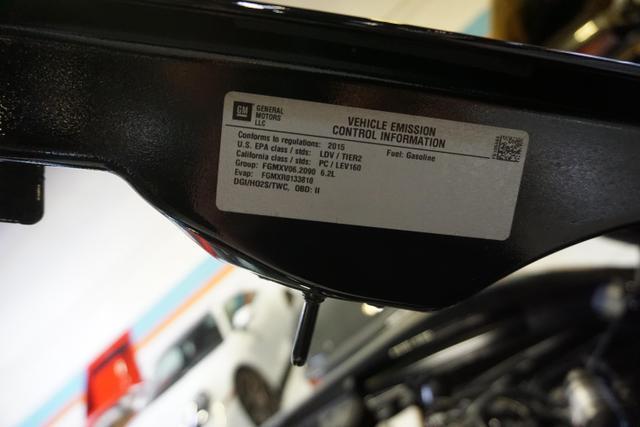 GM
GENERAL
MOTORS
LLC
VEHICLE EMISSION
CONTROL INFORMATION
Conforms to regulations: 2015 Fuel: Gasoline
U.S. EPA class / stds: LDV / TIER2
California class / stds: PC / LEV160
Group: FGMXV06.2090 6.2L
Evap: FGMXR0133810
DGI/HO2S/TWC, OBD: II